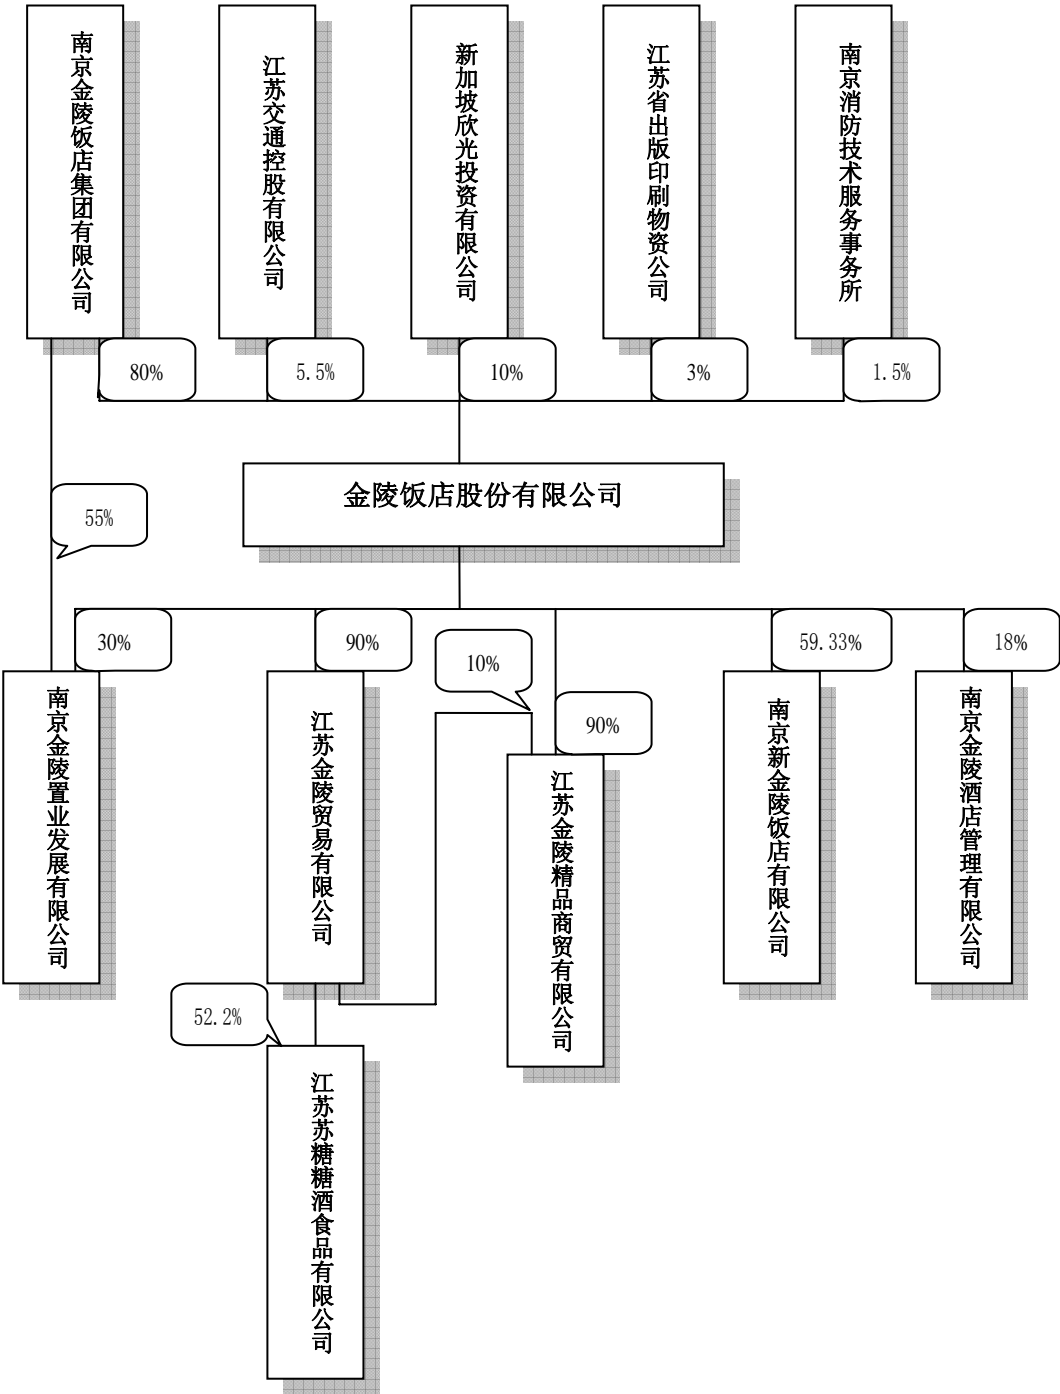 南京金陵饭店集团有限公司
江苏交通控股有限公司
新加坡欣光投资有限公司
江苏省出版印刷物资公司
南京消防技术服务事务所
80%
5.5%
10%
3%
1.5%
金陵饭店股份有限公司
55%
30%
90%
10%
90%
59.33%
18%
南京金陵置业发展有限公司
江苏金陵贸易有限公司
江苏金陵精品商贸有限公司
南京新金陵饭店有限公司
南京金陵酒店管理有限公司
52.2%
江苏苏糖糖酒食品有限公司